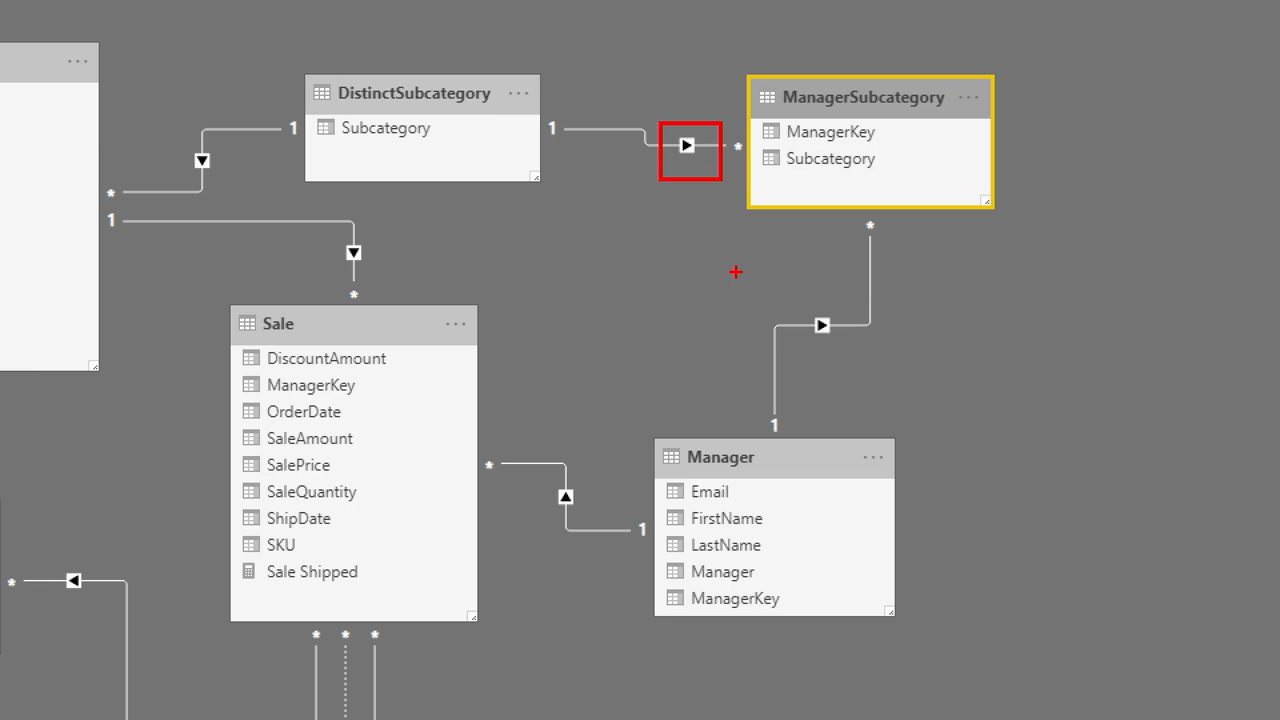 DistinctSubcategory ...
Subcategory
1
1
*
1
*
ManagerSubcategory ...
ManagerKey
Subcategory
*
*
Sale ...
DiscountAmount
ManagerKey
OrderDate
SaleAmount
SalePrice
SaleQuantity
ShipDate
SKU
Sale Shipped
*
1
1
Manager ...
Email
FirstName
LastName
Manager
ManagerKey
*
* * *
...